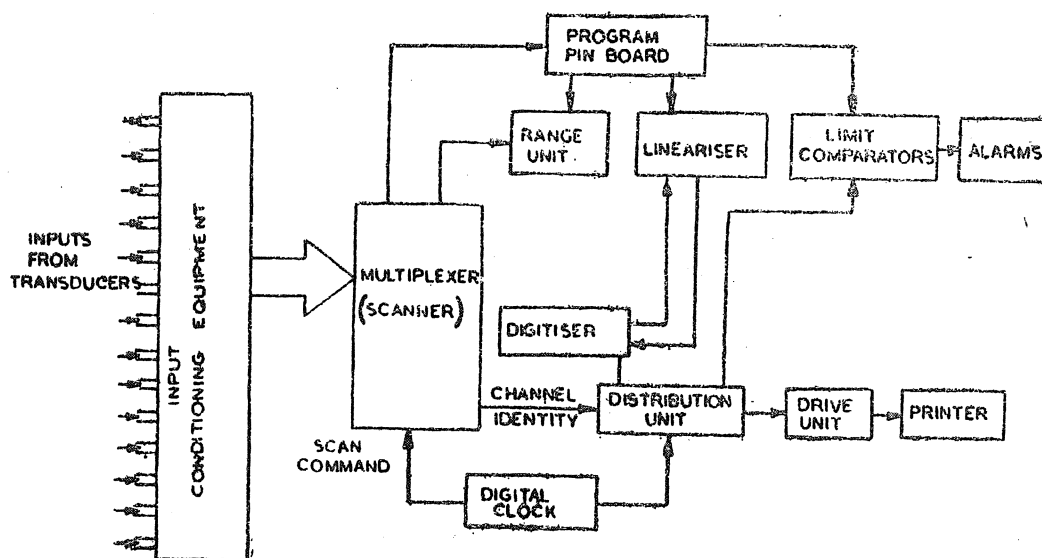 PROGRAM
PIN BOARD
RANGE
UNIT
LINEARISER
LIMIT
COMPARATORS
ALARMS
INPUTS
FROM
TRANSDUCERS
INPUT
CONDITIONING EQUIPMENT
MULTIPLEXER
(SCANNER)
DIGITISER
CHANNEL
IDENTITY
DISTRIBUTION
UNIT
DRIVE
UNIT
PRINTER
SCAN
COMMAND
DIGITAL
CLOCK